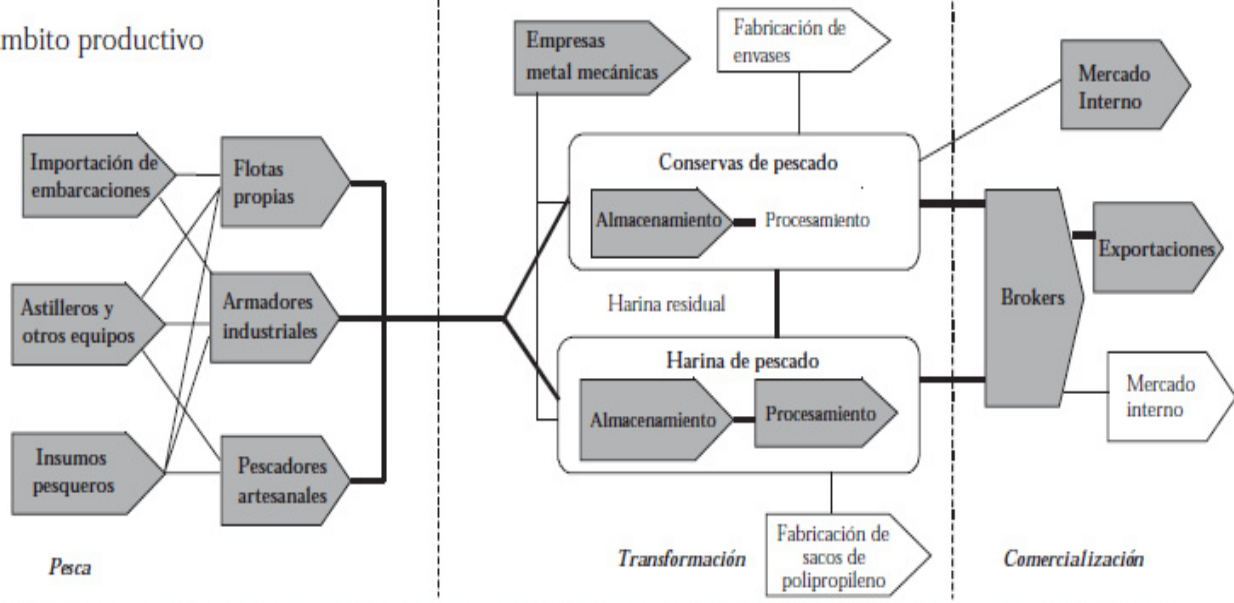 mbito productivo
Importación de
embarcaciones
Flotas
propias
Astilleros y
otros equipos
Armadores
industriales
Insumos
pesqueros
Pescadores
artesanales
Pesca
Empresas
metal mecánicas
Fabricación de
envases
Conservas de pescado
Almacenamiento
Procesamiento
Harina residual
Harina de pescado
Almacenamiento
Procesamiento
Fabricación de
sacos de
polipropileno
Transformación
Mercado
Interno
Brokers
Exportaciones
Mercado
interno
Comercialización